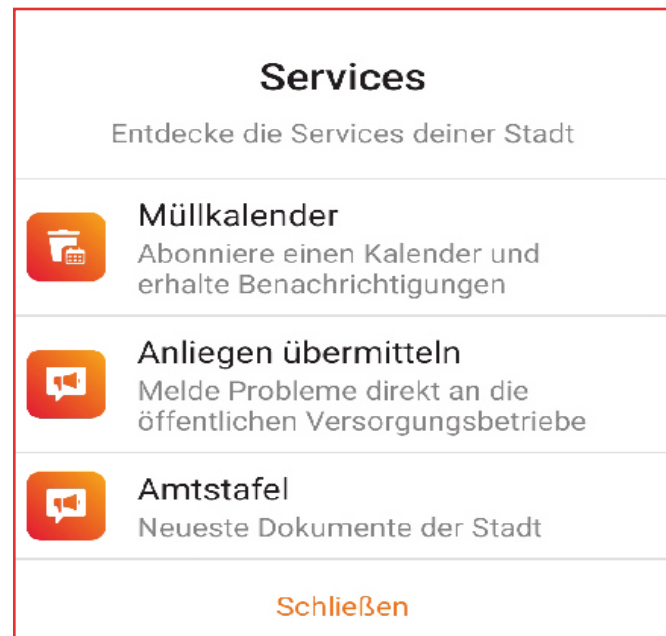 Services
Entdecke die Services deiner Stadt
Müllkalender
Abonniere einen Kalender und
erhalte Benachrichtigungen
Anliegen übermitteln
Melde Probleme direkt an die
öffentlichen Versorgungsbetriebe
Amtstafel
Neueste Dokumente der Stadt
Schließen